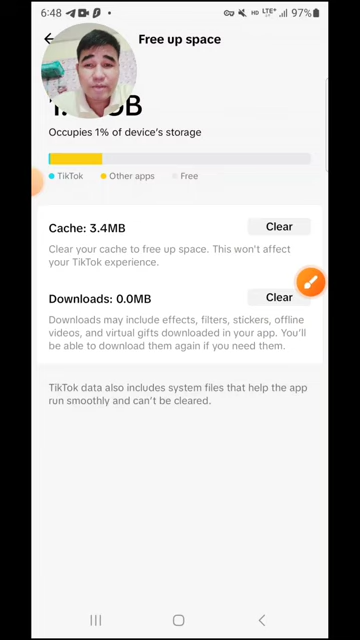 6:48 HD LTE+ 97%
Free up space
Occupies 1% of device's storage
TikTok Other apps Free
Cache: 3.4MB Clear
Clear your cache to free up space. This won't affect
your TikTok experience.
Downloads: 0.0MB Clear
Downloads may include effects, filters, stickers, offline
videos, and virtual gifts downloaded in your app. You'll
be able to download them again if you need them.
TikTok data also includes system files that help the app
run smoothly and can't be cleared.